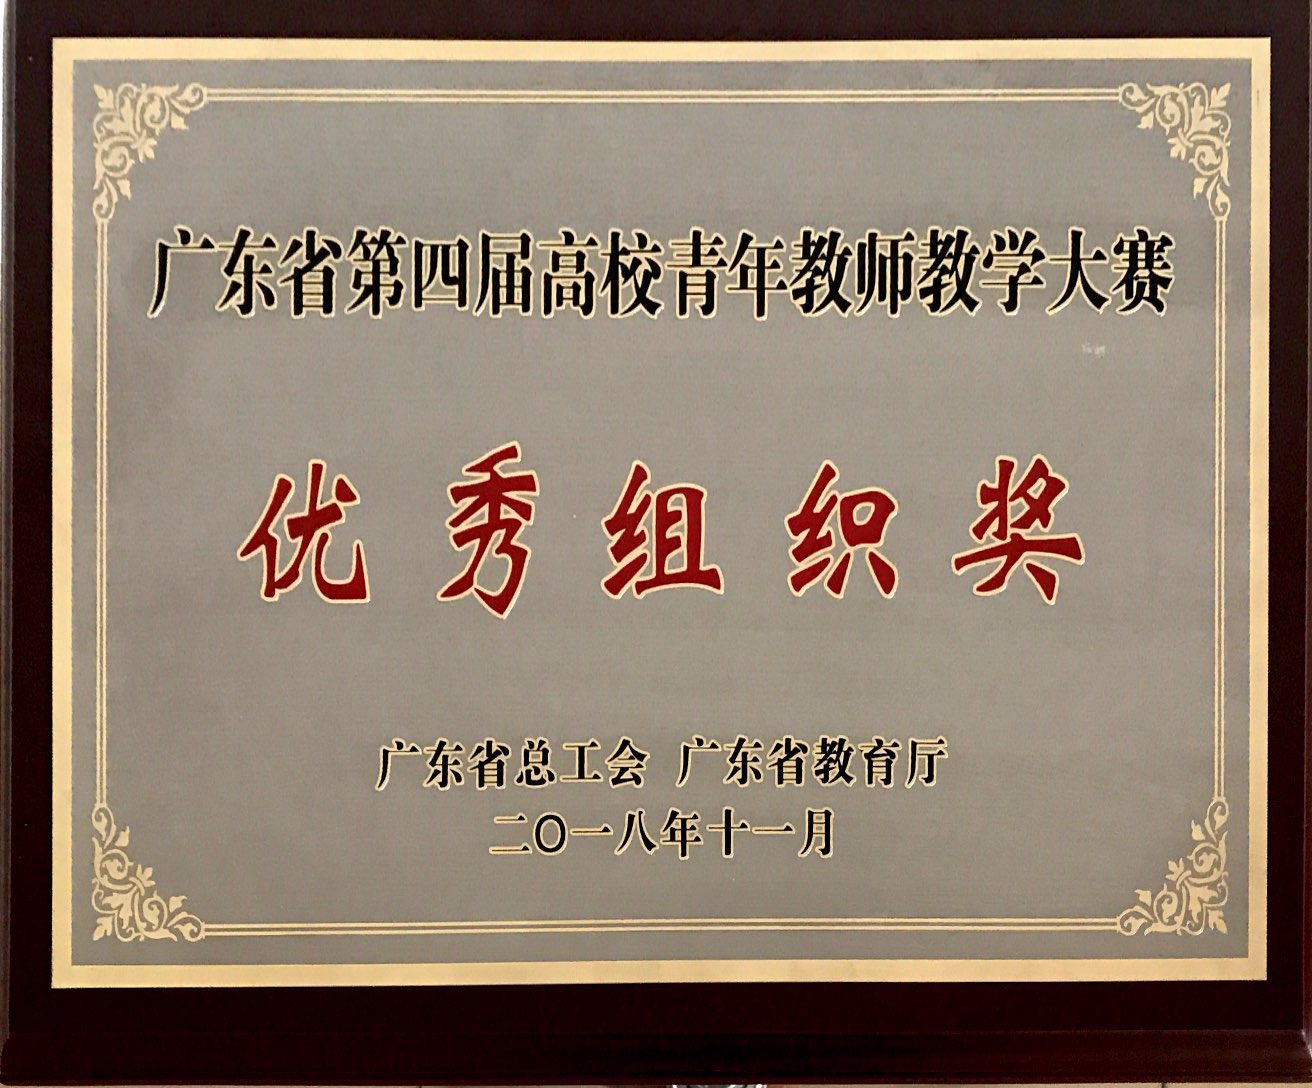 广东省第四届高校青年教师教学大赛
优秀组织奖
广东省总工会 广东省教育厅
二〇一八年十一月